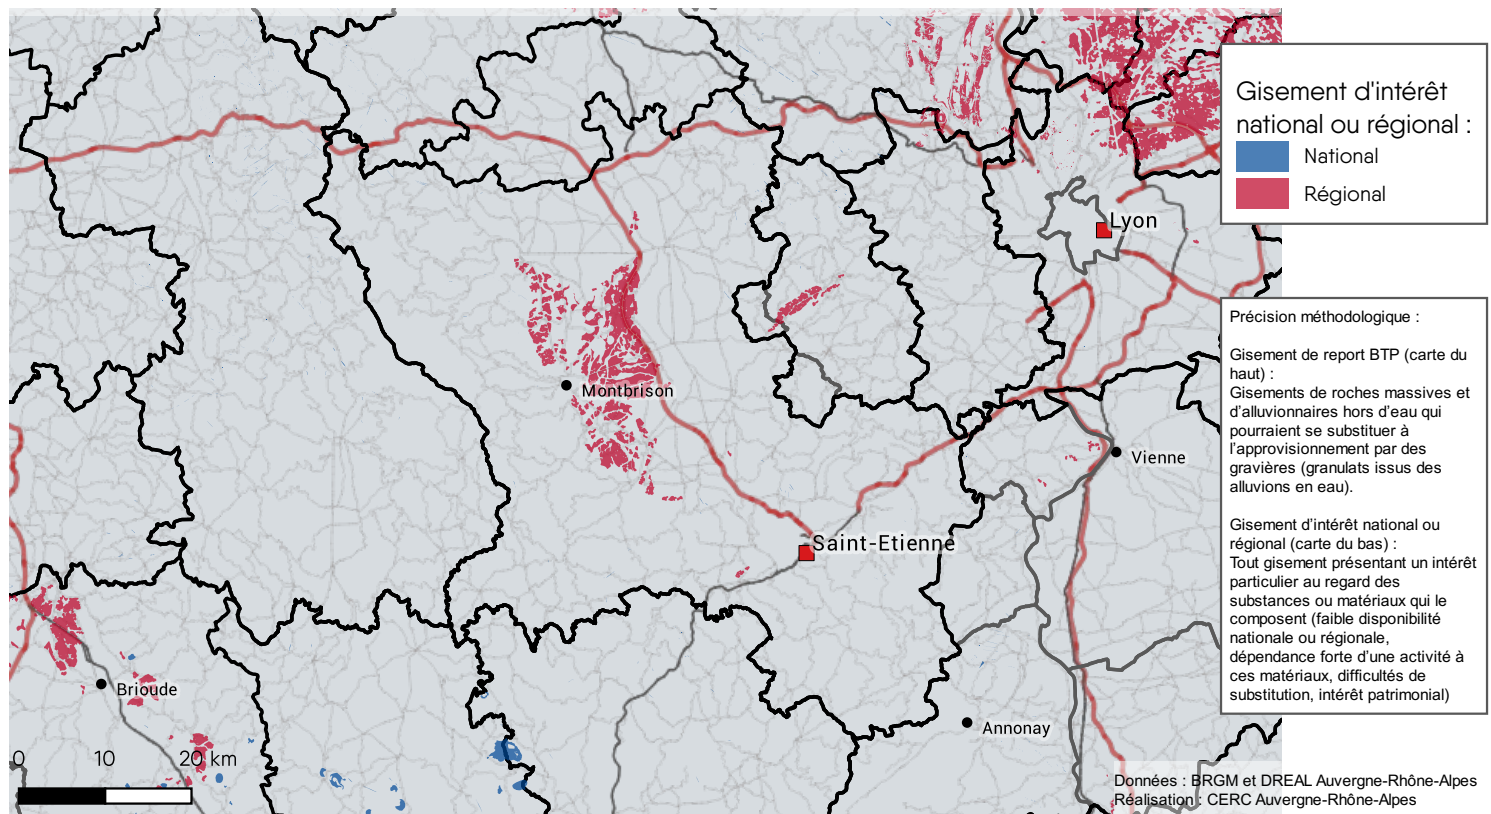 Gisement d'intérêt
national ou régional :
National
Régional
Lyon
Précision méthodologique :
Gisement de report BTP (carte du
haut) :
Gisements de roches massives et
d'alluvionnaires hors d'eau qui
pourraient se substituer à
l'approvisionnement par des
gravières (granulats issus des
alluvions en eau).
Gisement d'intérêt national ou
régional (carte du bas) :
Tout gisement présentant un intérêt
particulier au regard des
substances ou matériaux qui le
composent (faible disponibilité
nationale ou régionale,
dépendance forte d'une activité à
ces matériaux, difficultés de
substitution, intérêt patrimonial)
Montbrison
Vienne
Saint-Etienne
Brioude
Annonay
0 10 20 km
Données : BRGM et DREAL Auvergne-Rhône-Alpes
Réalisation : CERC Auvergne-Rhône-Alpes